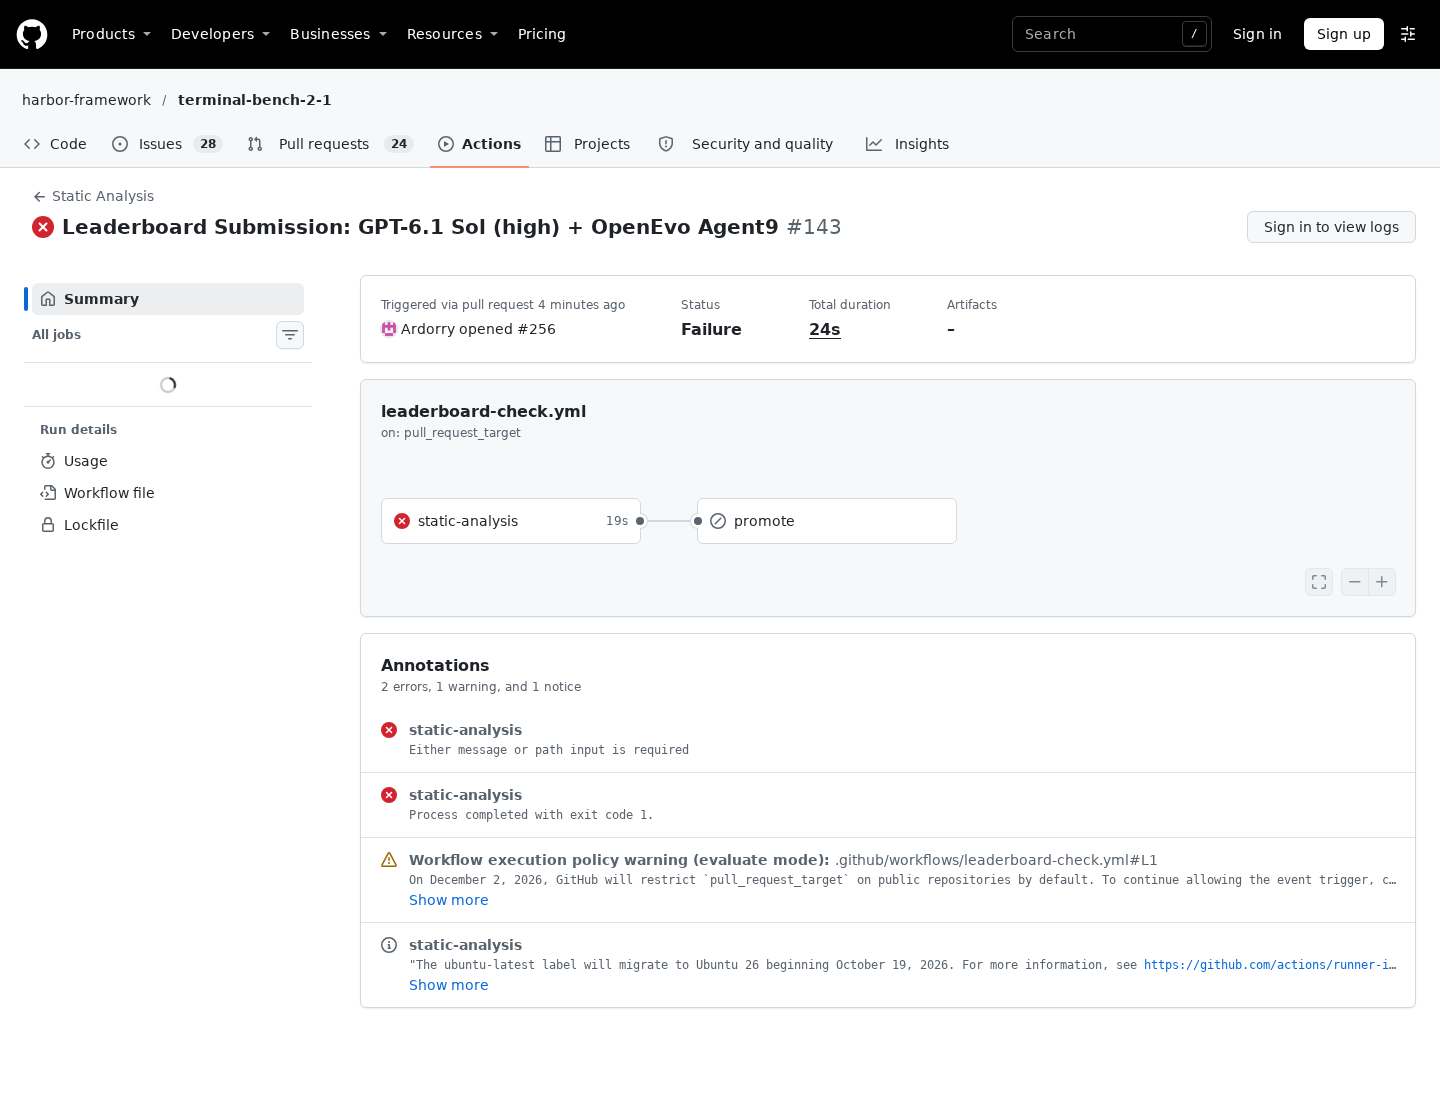 Products Developers Businesses Resources Pricing Search / Sign in Sign up
harbor-framework / terminal-bench-2-1
Code Issues 28 Pull requests 24 Actions Projects Security and quality Insights
Static Analysis
Leaderboard Submission: GPT-6.1 Sol (high) + OpenEvo Agent9 #143
Sign in to view logs
Summary
All jobs
Run details
Usage
Workflow file
Lockfile
Triggered via pull request 4 minutes ago
Ardorry opened #256
Status
Failure
Total duration
24s
Artifacts
–
leaderboard-check.yml
on: pull_request_target
static-analysis 19s
promote
Annotations
2 errors, 1 warning, and 1 notice
static-analysis
Either message or path input is required
static-analysis
Process completed with exit code 1.
Workflow execution policy warning (evaluate mode): .github/workflows/leaderboard-check.yml#L1
On December 2, 2026, GitHub will restrict `pull_request_target` on public repositories by default. To continue allowing the event trigger, c…
Show more
static-analysis
"The ubuntu-latest label will migrate to Ubuntu 26 beginning October 19, 2026. For more information, see https://github.com/actions/runner-i…
Show more